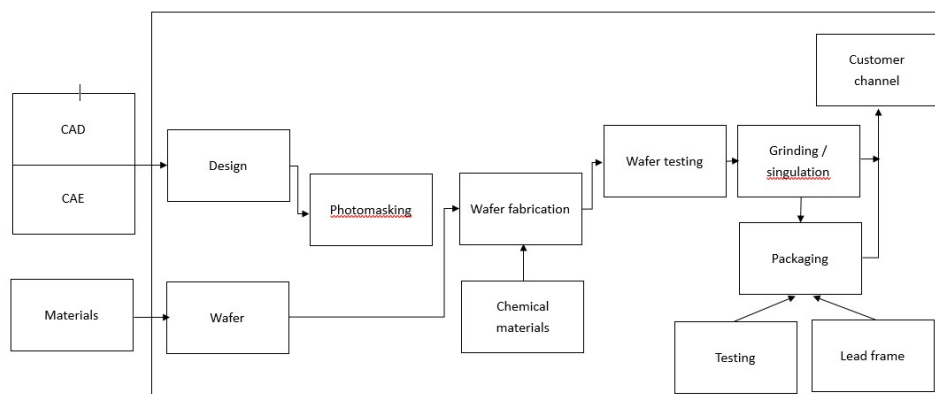 CAD
CAE
Design
Photomasking
Materials
Wafer
Wafer fabrication
Chemical
materials
Wafer testing
Grinding /
singulation
Customer
channel
Packaging
Testing
Lead frame